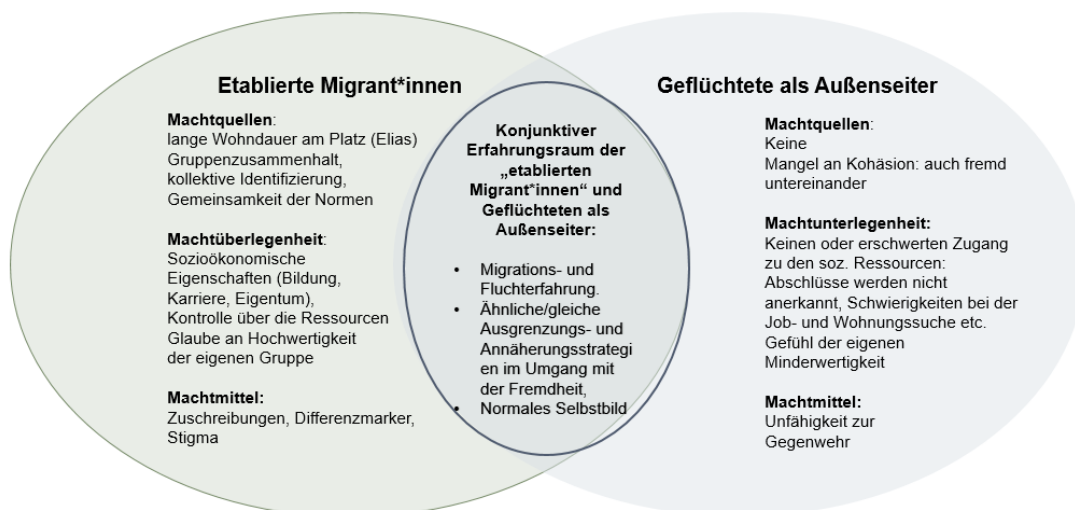 Etablierte Migrant*innen
Machtquellen:
lange Wohndauer am Platz (Elias)
Gruppenzusammenhalt,
kollektive Identifizierung,
Gemeinsamkeit der Normen
Machtüberlegenheit:
Sozioökonomische
Eigenschaften (Bildung,
Karriere, Eigentum),
Kontrolle über die Ressourcen
Glaube an Hochwertigkeit
der eigenen Gruppe
Machtmittel:
Zuschreibungen, Differenzmarker,
Stigma
Konjunktiver
Erfahrungsraum der
„etablierten
Migrant*innen“ und
Geflüchteten als
Außenseiter:
• Migrations- und
Fluchterfahrung.
• Ähnliche/gleiche
Ausgrenzungs- und
Annäherungsstrategi
en im Umgang mit
der Fremdheit,
• Normales Selbstbild
Geflüchtete als Außenseiter
Machtquellen:
Keine
Mangel an Kohäsion: auch fremd
untereinander
Machtunterlegenheit:
Keinen oder erschwerten Zugang
zu den soz. Ressourcen:
Abschlüsse werden nicht
anerkannt, Schwierigkeiten bei der
Job- und Wohnungssuche etc.
Gefühl der eigenen
Minderwertigkeit
Machtmittel:
Unfähigkeit zur
Gegenwehr